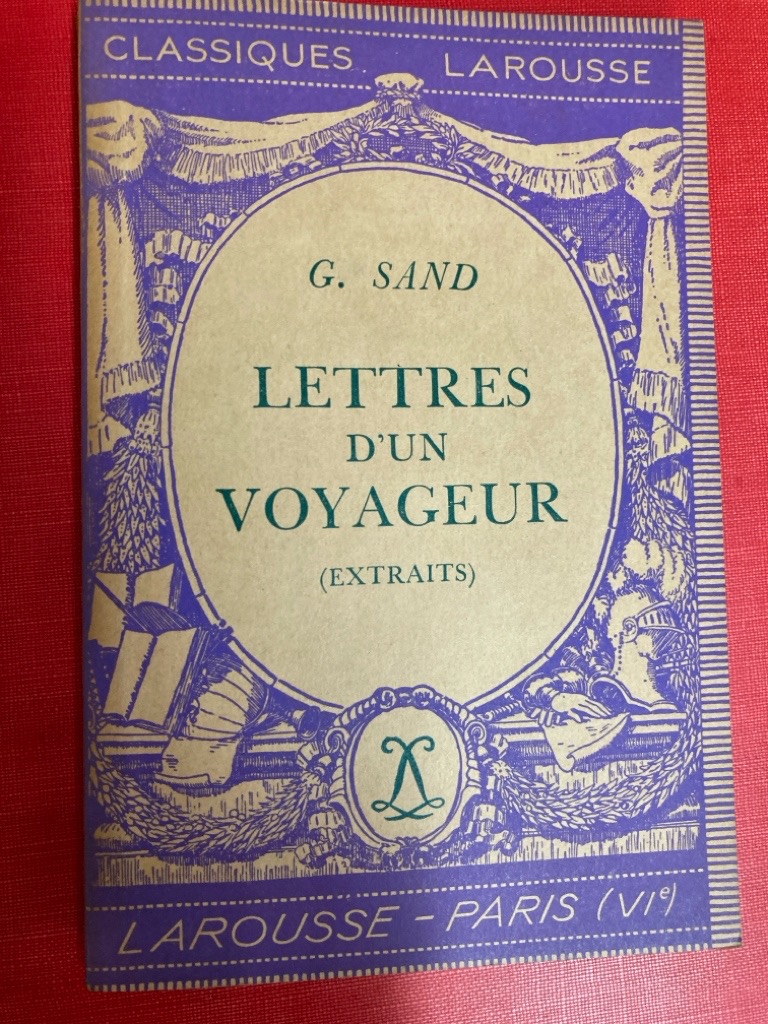 CLASSIQUES LAROUSSE
G. SAND
LETTRES
D'UN
VOYAGEUR
(EXTRAITS)
LAROUSSE - PARIS (VIe)